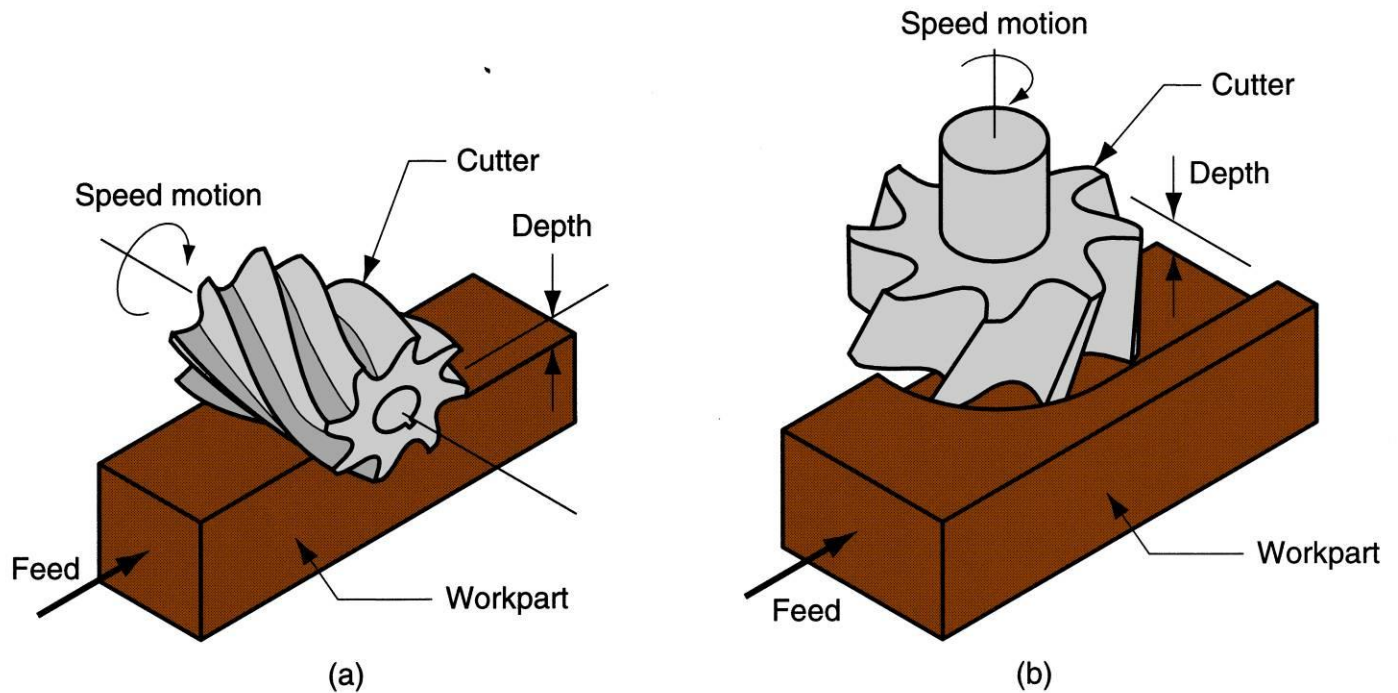 Speed motion
Cutter
Depth
Feed
Workpart
(a)
Speed motion
Cutter
Depth
Workpart
Feed
(b)